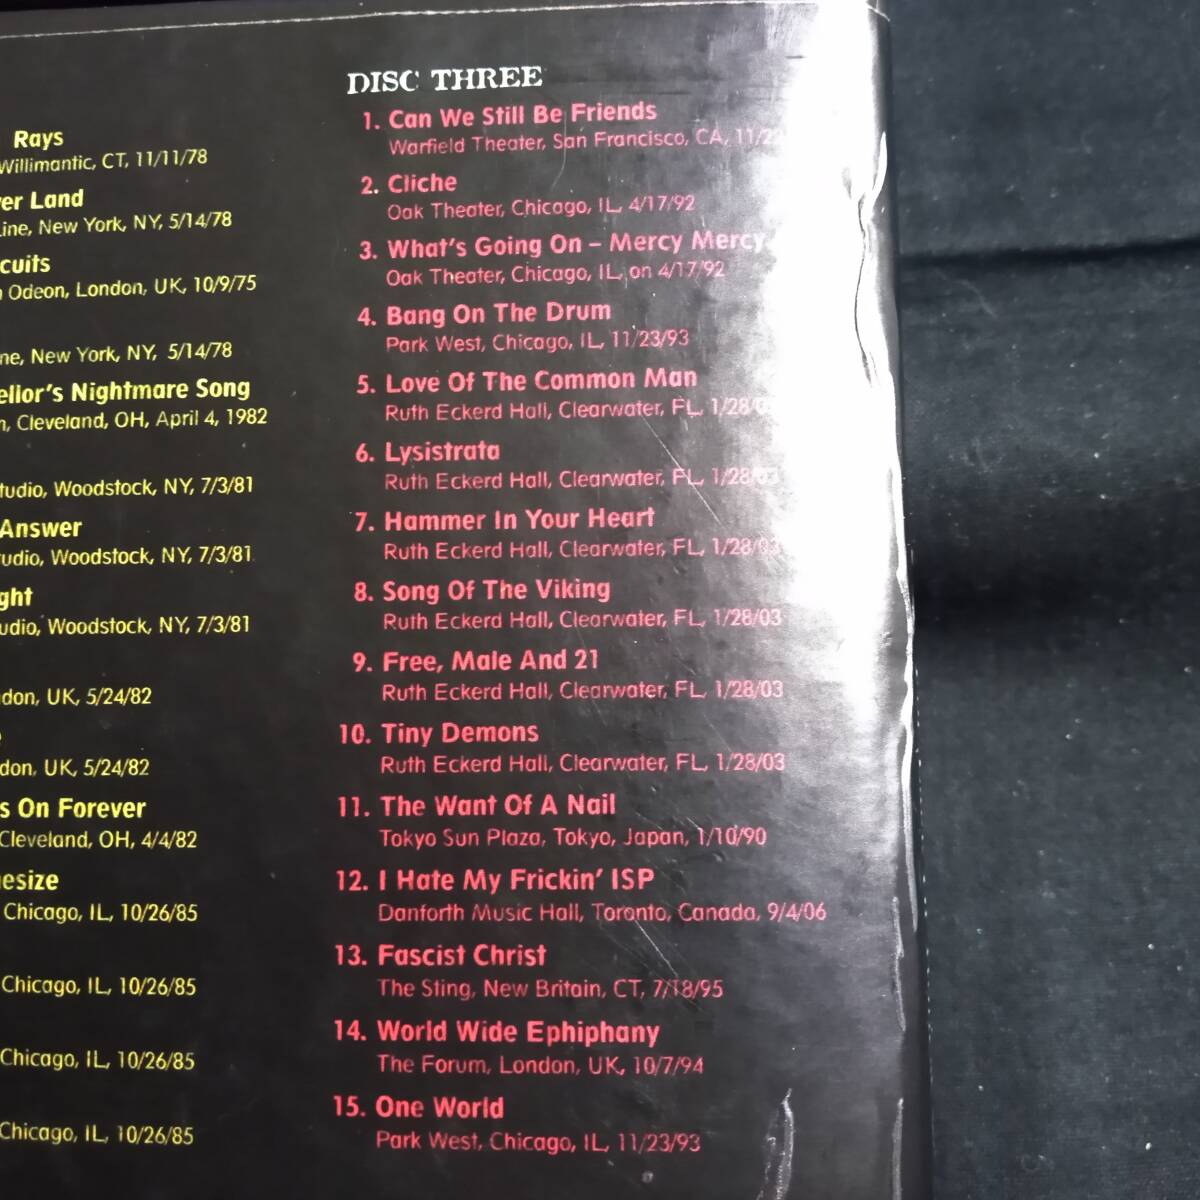 Rays
Willimantic, CT, 11/11/78
er Land
Line, New York, NY, 5/14/78
cuits
Odeon, London, UK, 10/9/75
ne, New York, NY, 5/14/78
ellor's Nightmare Song
Cleveland, OH, April 4, 1982
tudio, Woodstock, NY, 7/3/81
Answer
udio, Woodstock, NY, 7/3/81
ght
udio, Woodstock, NY, 7/3/81
don, UK, 5/24/82
don, UK, 5/24/82
s On Forever
Cleveland, OH, 4/4/82
esize
Chicago, IL, 10/26/85
Chicago, IL, 10/26/85
Chicago, IL, 10/26/85
Chicago, IL, 10/26/85
DISC THREE
1. Can We Still Be Friends
Warfield Theater, San Francisco, CA, 11/2
2. Cliche
Oak Theater, Chicago, IL, 4/17/92
3. What's Going On – Mercy Mercy
Oak Theater, Chicago, IL, on 4/17/92
4. Bang On The Drum
Park West, Chicago, IL, 11/23/93
5. Love Of The Common Man
Ruth Eckerd Hall, Clearwater, FL, 1/28/0
6. Lysistrata
Ruth Eckerd Hall, Clearwater, FL, 1/28/03
7. Hammer In Your Heart
Ruth Eckerd Hall, Clearwater, FL, 1/28/03
8. Song Of The Viking
Ruth Eckerd Hall, Clearwater, FL, 1/28/03
9. Free, Male And 21
Ruth Eckerd Hall, Clearwater, FL, 1/28/03
10. Tiny Demons
Ruth Eckerd Hall, Clearwater, FL, 1/28/03
11. The Want Of A Nail
Tokyo Sun Plaza, Tokyo, Japan, 1/10/90
12. I Hate My Frickin' ISP
Danforth Music Hall, Toronto, Canada, 9/4/06
13. Fascist Christ
The Sting, New Britain, CT, 7/18/95
14. World Wide Ephiphany
The Forum, London, UK, 10/7/94
15. One World
Park West, Chicago, IL, 11/23/93